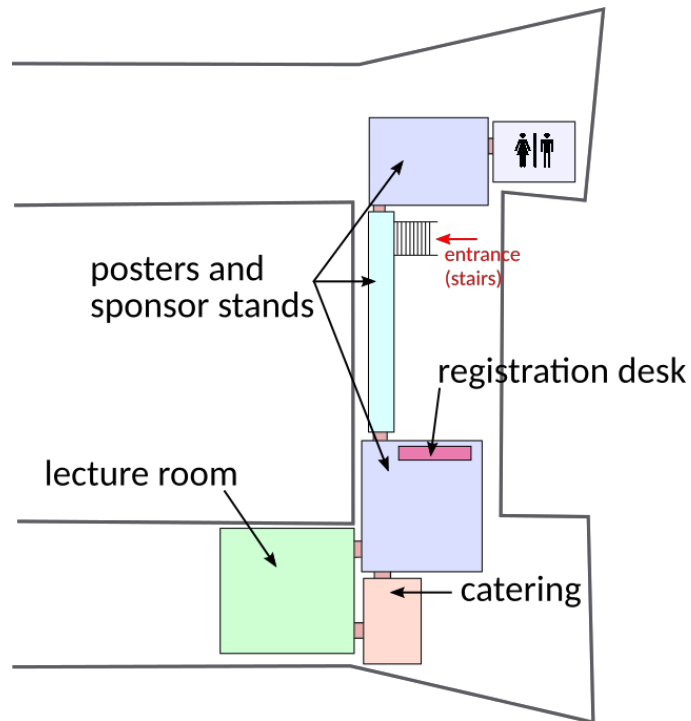 entrance
(stairs)
posters and
sponsor stands
registration desk
lecture room
catering